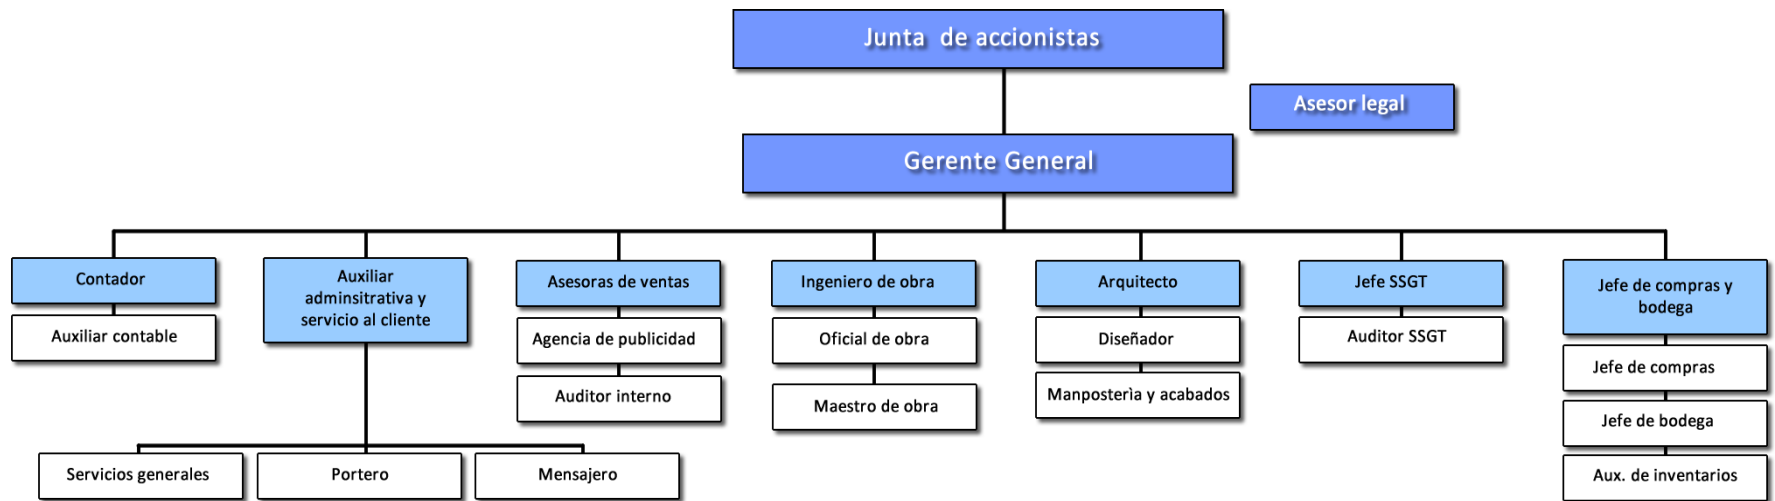 Junta de accionistas
Asesor legal
Gerente General
Contador
Auxiliar contable
Auxiliar
adminsitrativa y
servicio al cliente
Servicios generales
Portero
Mensajero
Asesoras de ventas
Agencia de publicidad
Auditor interno
Ingeniero de obra
Oficial de obra
Maestro de obra
Arquitecto
Diseñador
Manposterìa y acabados
Jefe SSGT
Auditor SSGT
Jefe de compras y
bodega
Jefe de compras
Jefe de bodega
Aux. de inventarios